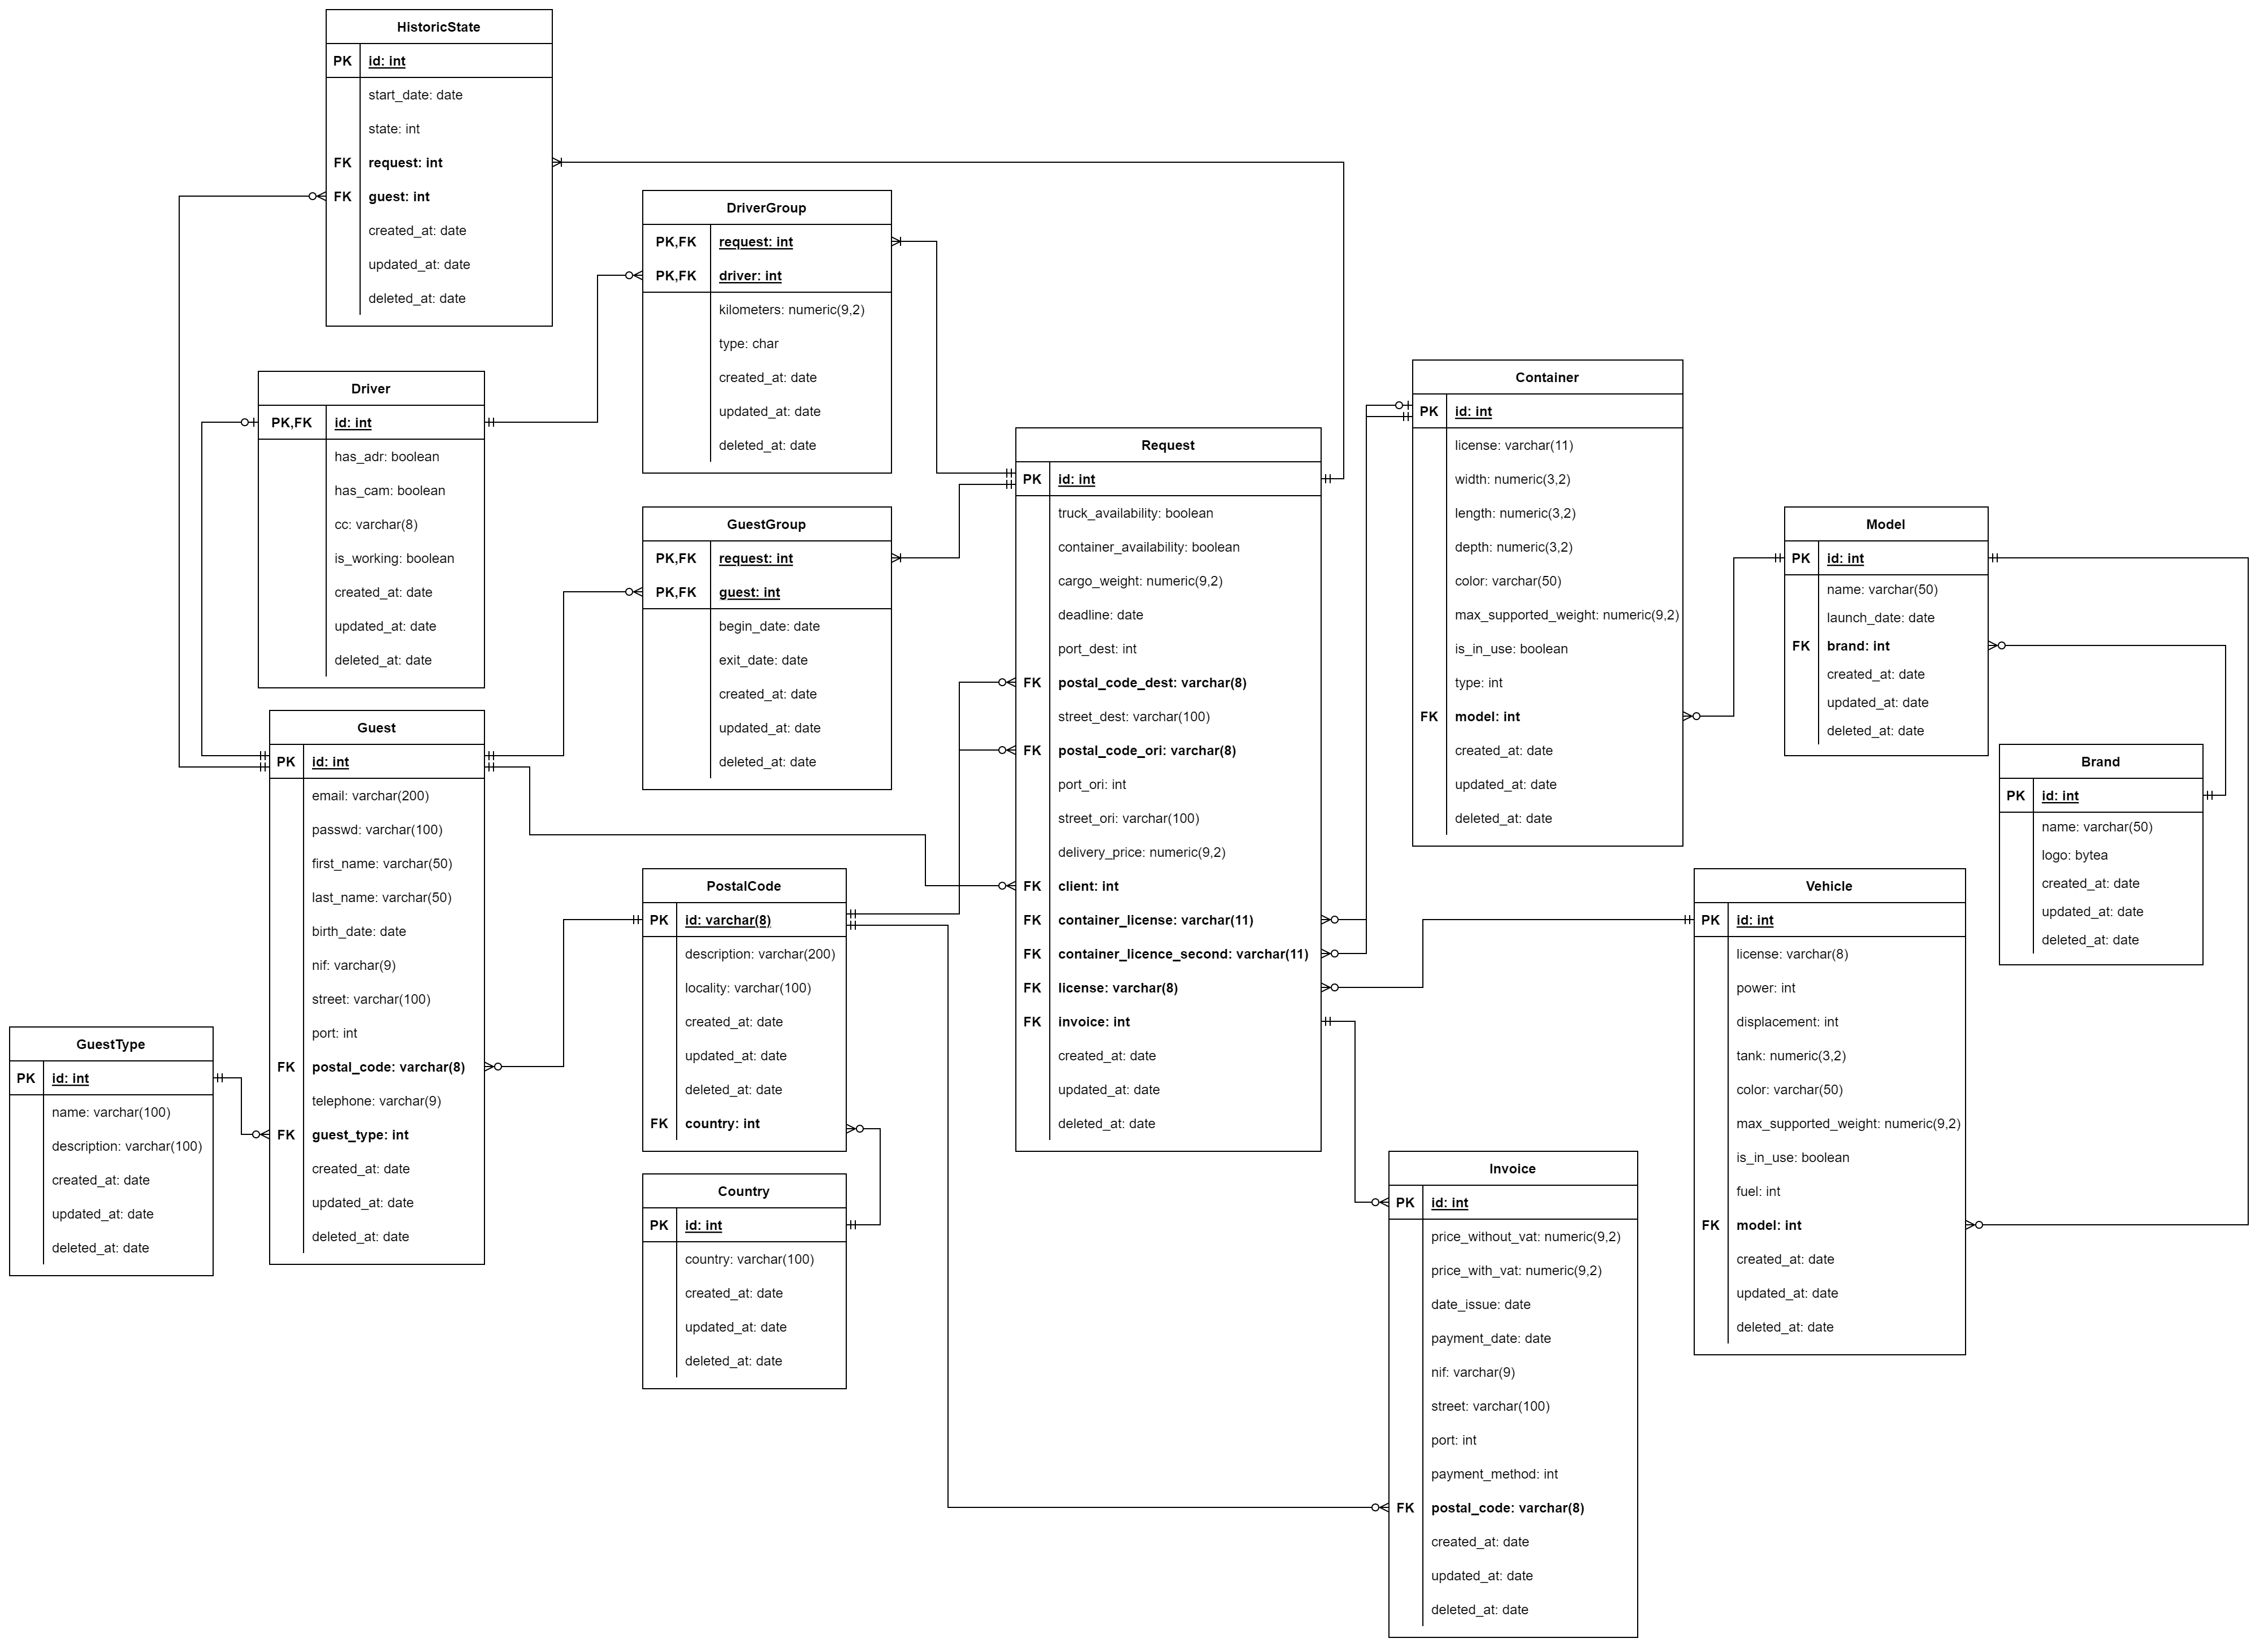 HistoricState
PK id: int
start_date: date
state: int
FK request: int
FK guest: int
created_at: date
updated_at: date
deleted_at: date
DriverGroup
PK,FK request: int
PK,FK driver: int
kilometers: numeric(9,2)
type: char
created_at: date
updated_at: date
deleted_at: date
Driver
PK,FK id: int
has_adr: boolean
has_cam: boolean
cc: varchar(8)
is_working: boolean
created_at: date
updated_at: date
deleted_at: date
GuestGroup
PK,FK request: int
PK,FK guest: int
begin_date: date
exit_date: date
created_at: date
updated_at: date
deleted_at: date
Guest
PK id: int
email: varchar(200)
passwd: varchar(100)
first_name: varchar(50)
last_name: varchar(50)
birth_date: date
nif: varchar(9)
street: varchar(100)
port: int
FK postal_code: varchar(8)
telephone: varchar(9)
FK guest_type: int
created_at: date
updated_at: date
deleted_at: date
GuestType
PK id: int
name: varchar(100)
description: varchar(100)
created_at: date
updated_at: date
deleted_at: date
PostalCode
PK id: varchar(8)
description: varchar(200)
locality: varchar(100)
created_at: date
updated_at: date
deleted_at: date
FK country: int
Country
PK id: int
country: varchar(100)
created_at: date
updated_at: date
deleted_at: date
Request
PK id: int
truck_availability: boolean
container_availability: boolean
cargo_weight: numeric(9,2)
deadline: date
port_dest: int
FK postal_code_dest: varchar(8)
street_dest: varchar(100)
FK postal_code_ori: varchar(8)
port_ori: int
street_ori: varchar(100)
delivery_price: numeric(9,2)
FK client: int
FK container_license: varchar(11)
FK container_licence_second: varchar(11)
FK license: varchar(8)
FK invoice: int
created_at: date
updated_at: date
deleted_at: date
Container
PK id: int
license: varchar(11)
width: numeric(3,2)
length: numeric(3,2)
depth: numeric(3,2)
color: varchar(50)
max_supported_weight: numeric(9,2)
is_in_use: boolean
type: int
FK model: int
created_at: date
updated_at: date
deleted_at: date
Model
PK id: int
name: varchar(50)
launch_date: date
FK brand: int
created_at: date
updated_at: date
deleted_at: date
Brand
PK id: int
name: varchar(50)
logo: bytea
created_at: date
updated_at: date
deleted_at: date
Vehicle
PK id: int
license: varchar(8)
power: int
displacement: int
tank: numeric(3,2)
color: varchar(50)
max_supported_weight: numeric(9,2)
is_in_use: boolean
fuel: int
FK model: int
created_at: date
updated_at: date
deleted_at: date
Invoice
PK id: int
price_without_vat: numeric(9,2)
price_with_vat: numeric(9,2)
date_issue: date
payment_date: date
nif: varchar(9)
street: varchar(100)
port: int
payment_method: int
FK postal_code: varchar(8)
created_at: date
updated_at: date
deleted_at: date